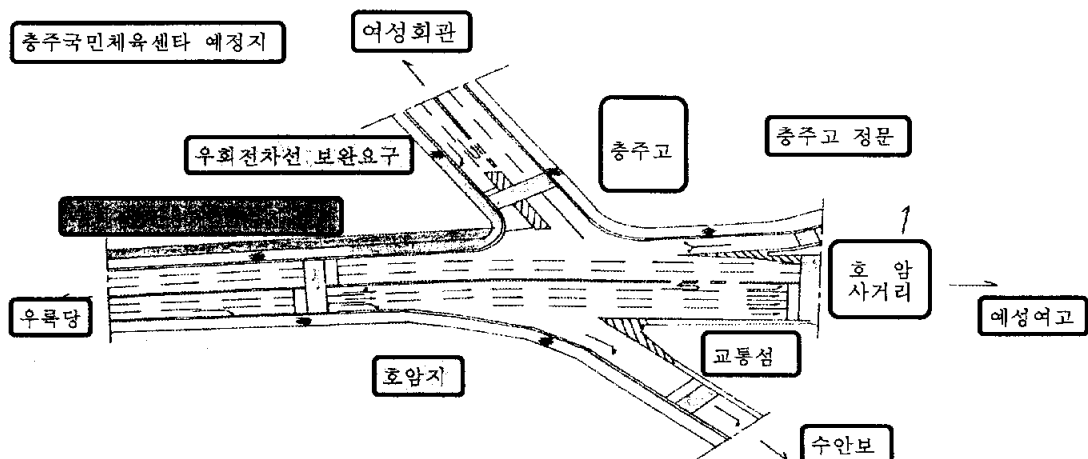 여성회관
충주국민체육센타 예정지
충주고
충주고 정문
우회전차선 보완요구
호 암
사거리
우륵당
예성여고
교통섬
호암지
수안보